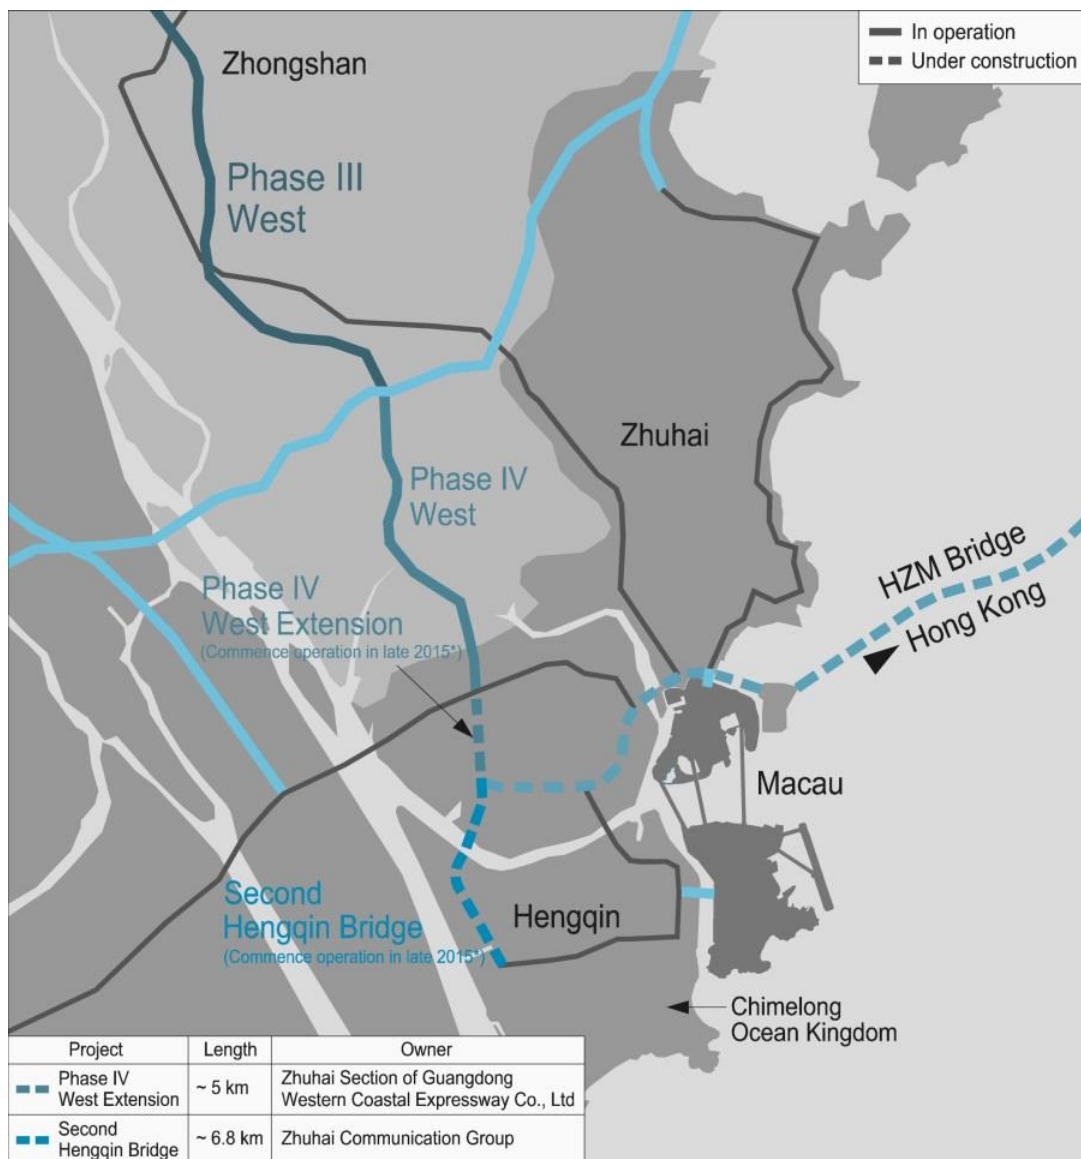 In operation
Under construction
Zhongshan
Phase III
West
Zhuhai
Phase IV
West
HZM Bridge
Hong Kong
Phase IV
West Extension
(Commence operation in late 2015*)
Macau
Second
Hengqin Bridge
(Commence operation in late 2015*)
Hengqin
Chimelong
Ocean Kingdom
Project Length Owner
Phase IV
West Extension
~ 5 km
Zhuhai Section of Guangdong
Western Coastal Expressway Co., Ltd
Second
Hengqin Bridge
~ 6.8 km
Zhuhai Communication Group